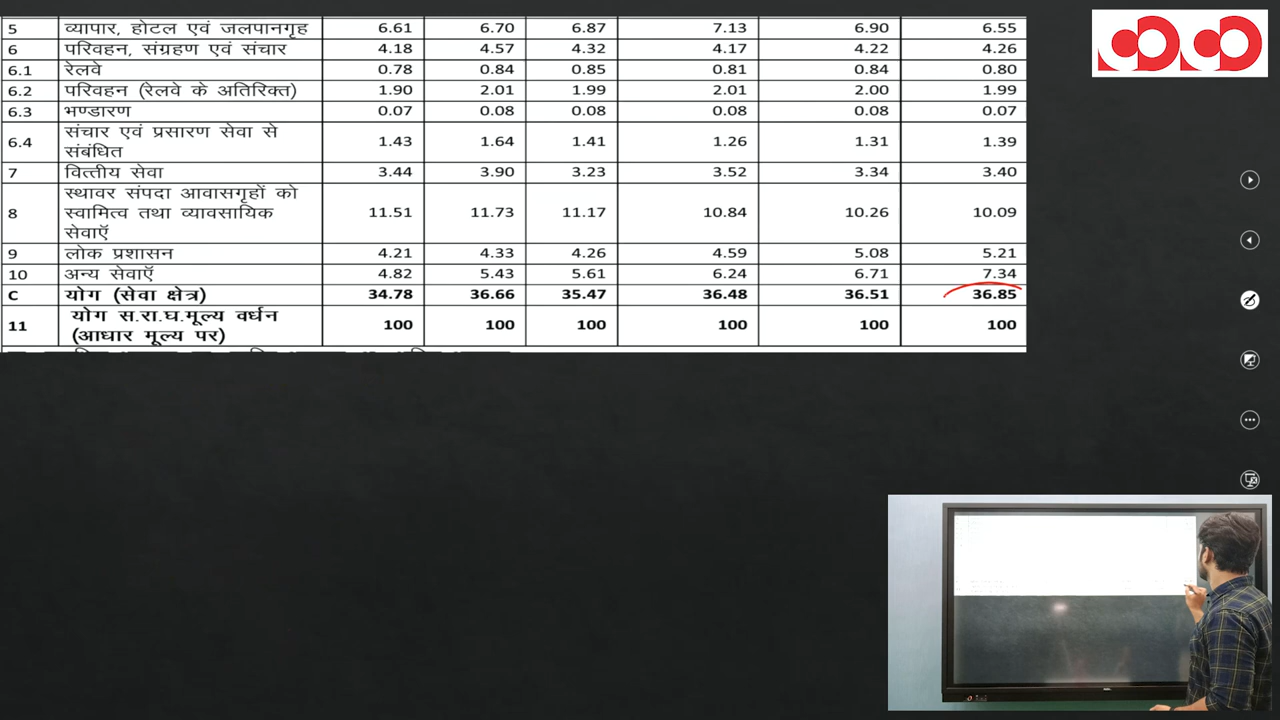 5 व्यापार, होटल एवं जलपानगृह 6.61 6.70 6.87 7.13 6.90 6.55
6 परिवहन, संग्रहण एवं संचार 4.18 4.57 4.32 4.17 4.22 4.26
6.1 रेलवे 0.78 0.84 0.85 0.81 0.84 0.80
6.2 परिवहन (रेलवे के अतिरिक्त) 1.90 2.01 1.99 2.01 2.00 1.99
6.3 भण्डारण 0.07 0.08 0.08 0.08 0.08 0.07
6.4 संचार एवं प्रसारण सेवा से
संबंधित 1.43 1.64 1.41 1.26 1.31 1.39
7 वित्तीय सेवा 3.44 3.90 3.23 3.52 3.34 3.40
8 स्थावर संपदा आवासगृहों को
स्वामित्व तथा व्यावसायिक
सेवाऍ 11.51 11.73 11.17 10.84 10.26 10.09
9 लोक प्रशासन 4.21 4.33 4.26 4.59 5.08 5.21
10 अन्य सेवाऍ 4.82 5.43 5.61 6.24 6.71 7.34
C योग (सेवा क्षेत्र) 34.78 36.66 35.47 36.48 36.51 36.85
11 योग स.रा.घ.मूल्य वर्धन
(आधार मूल्य पर) 100 100 100 100 100 100